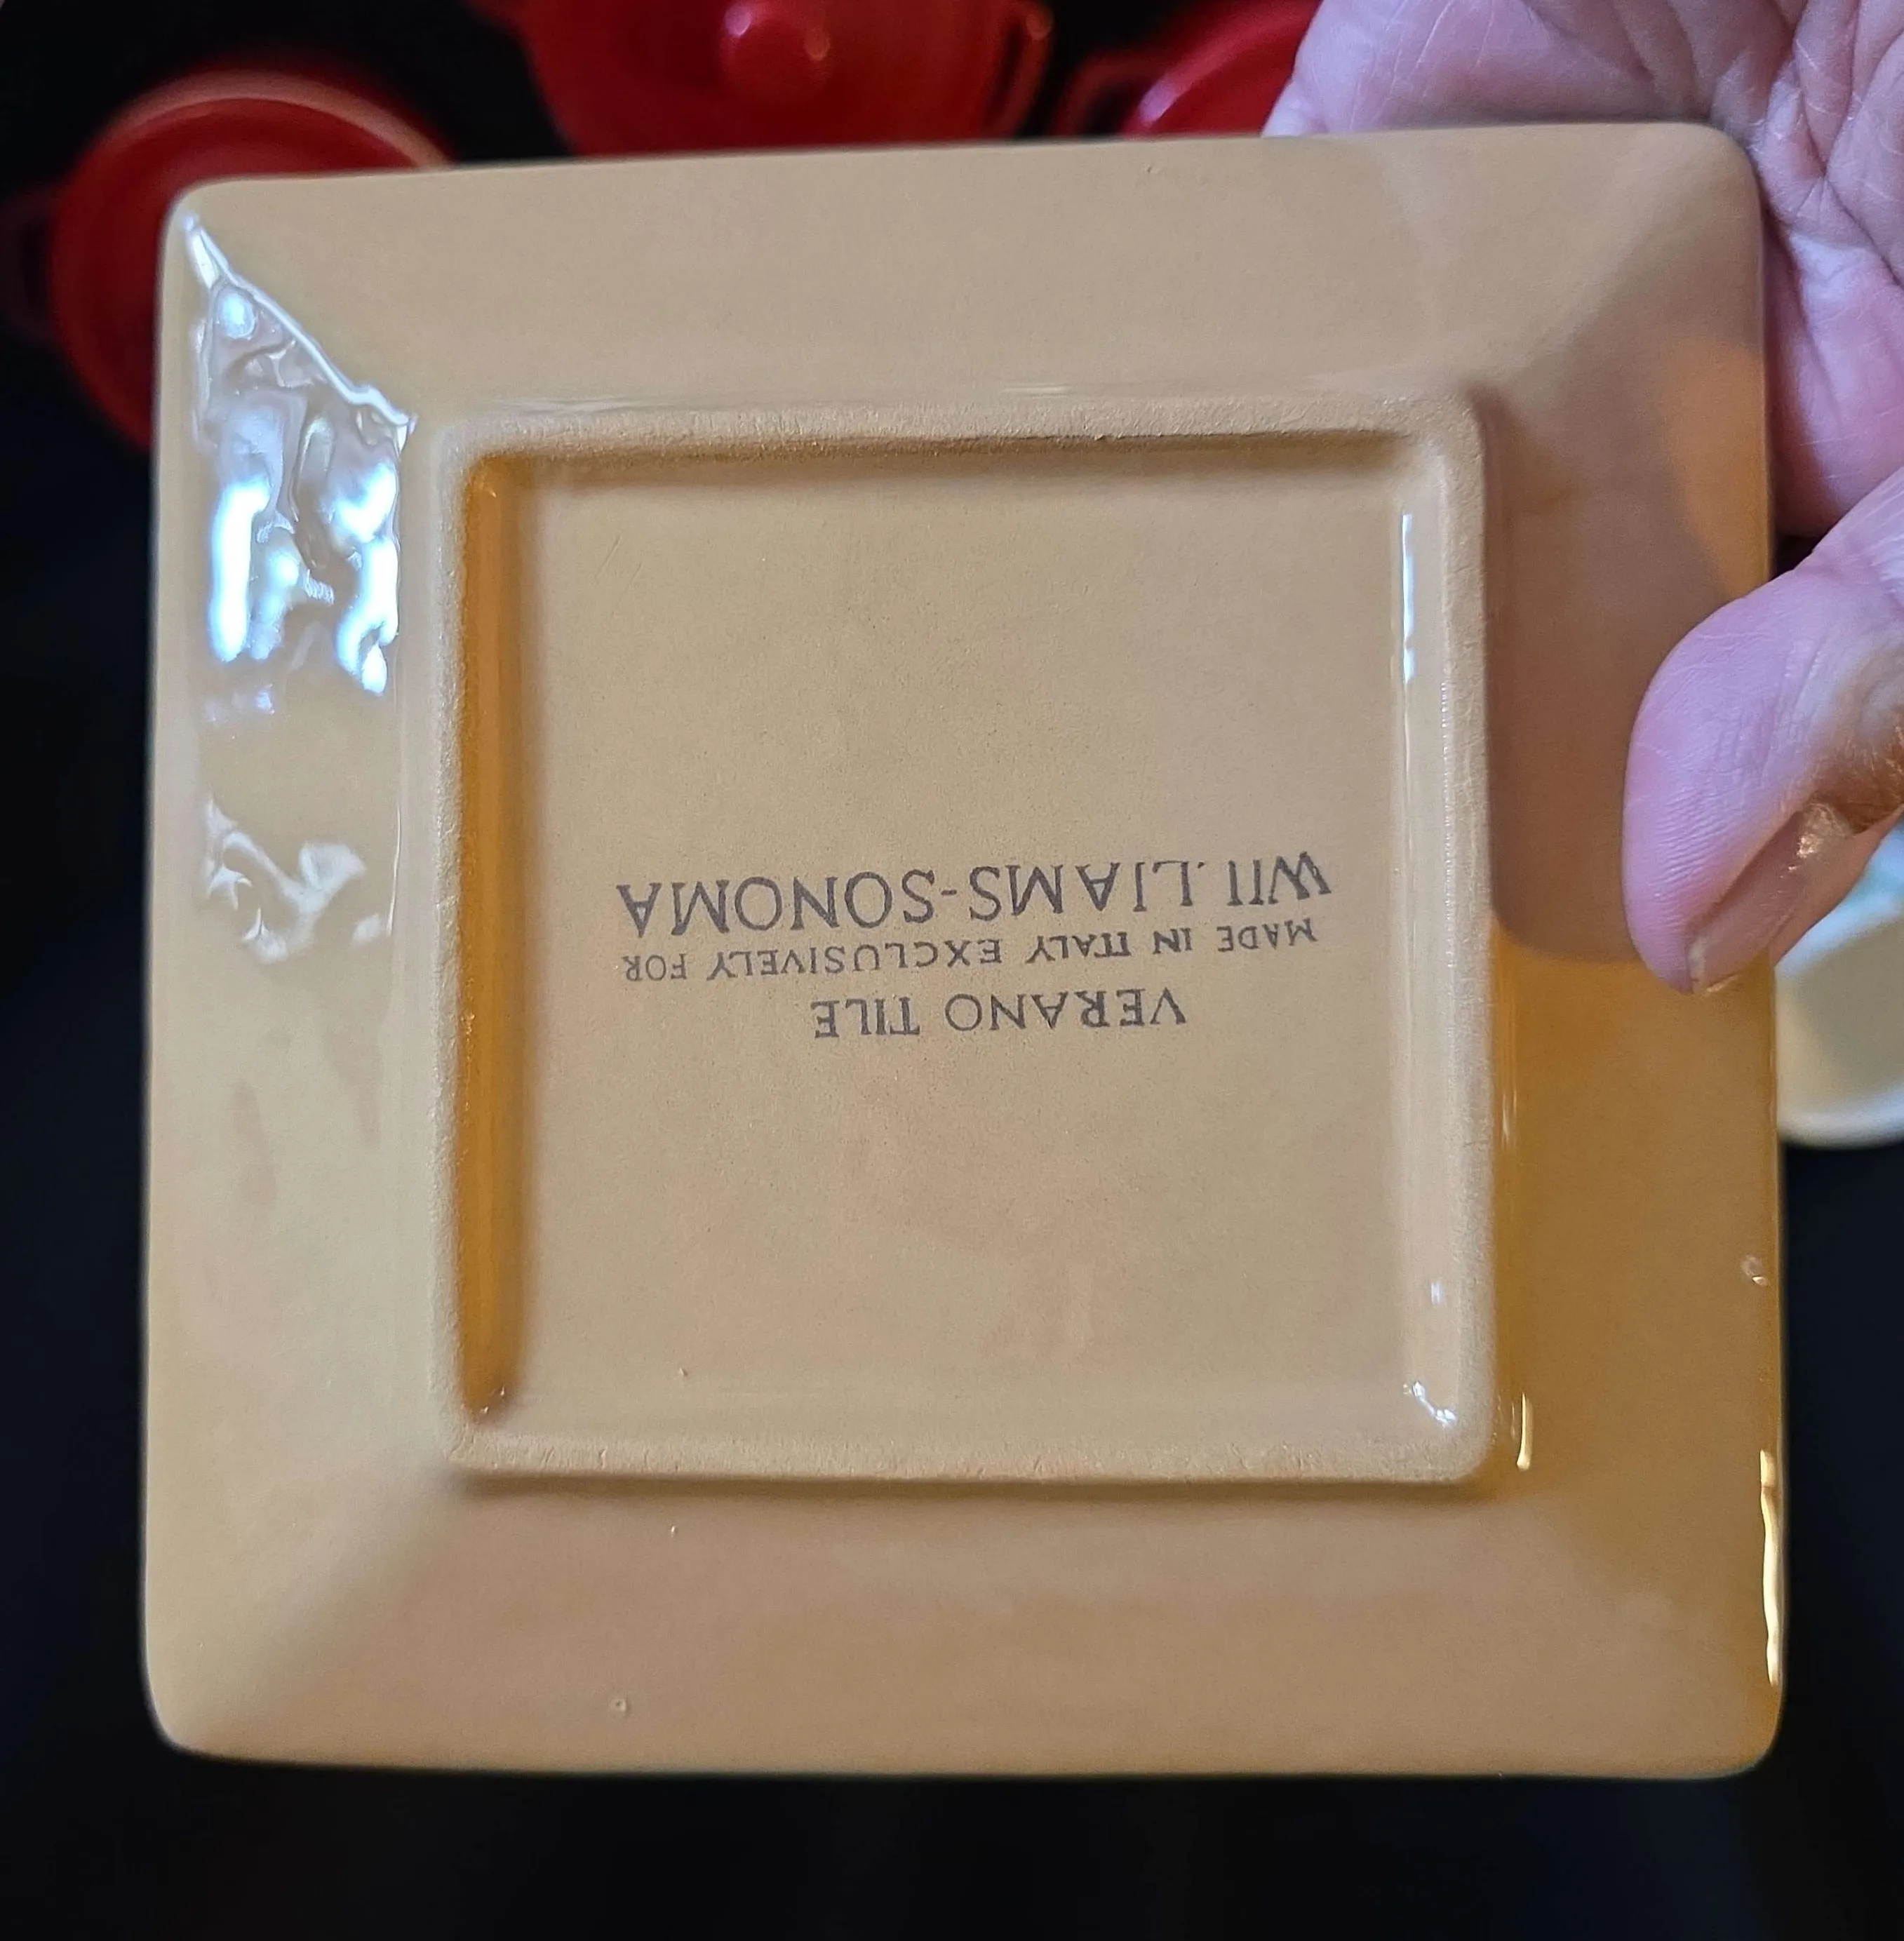 VERANO TILE
MADE IN ITALY EXCLUSIVELY FOR
WILLIAMS-SONOMA